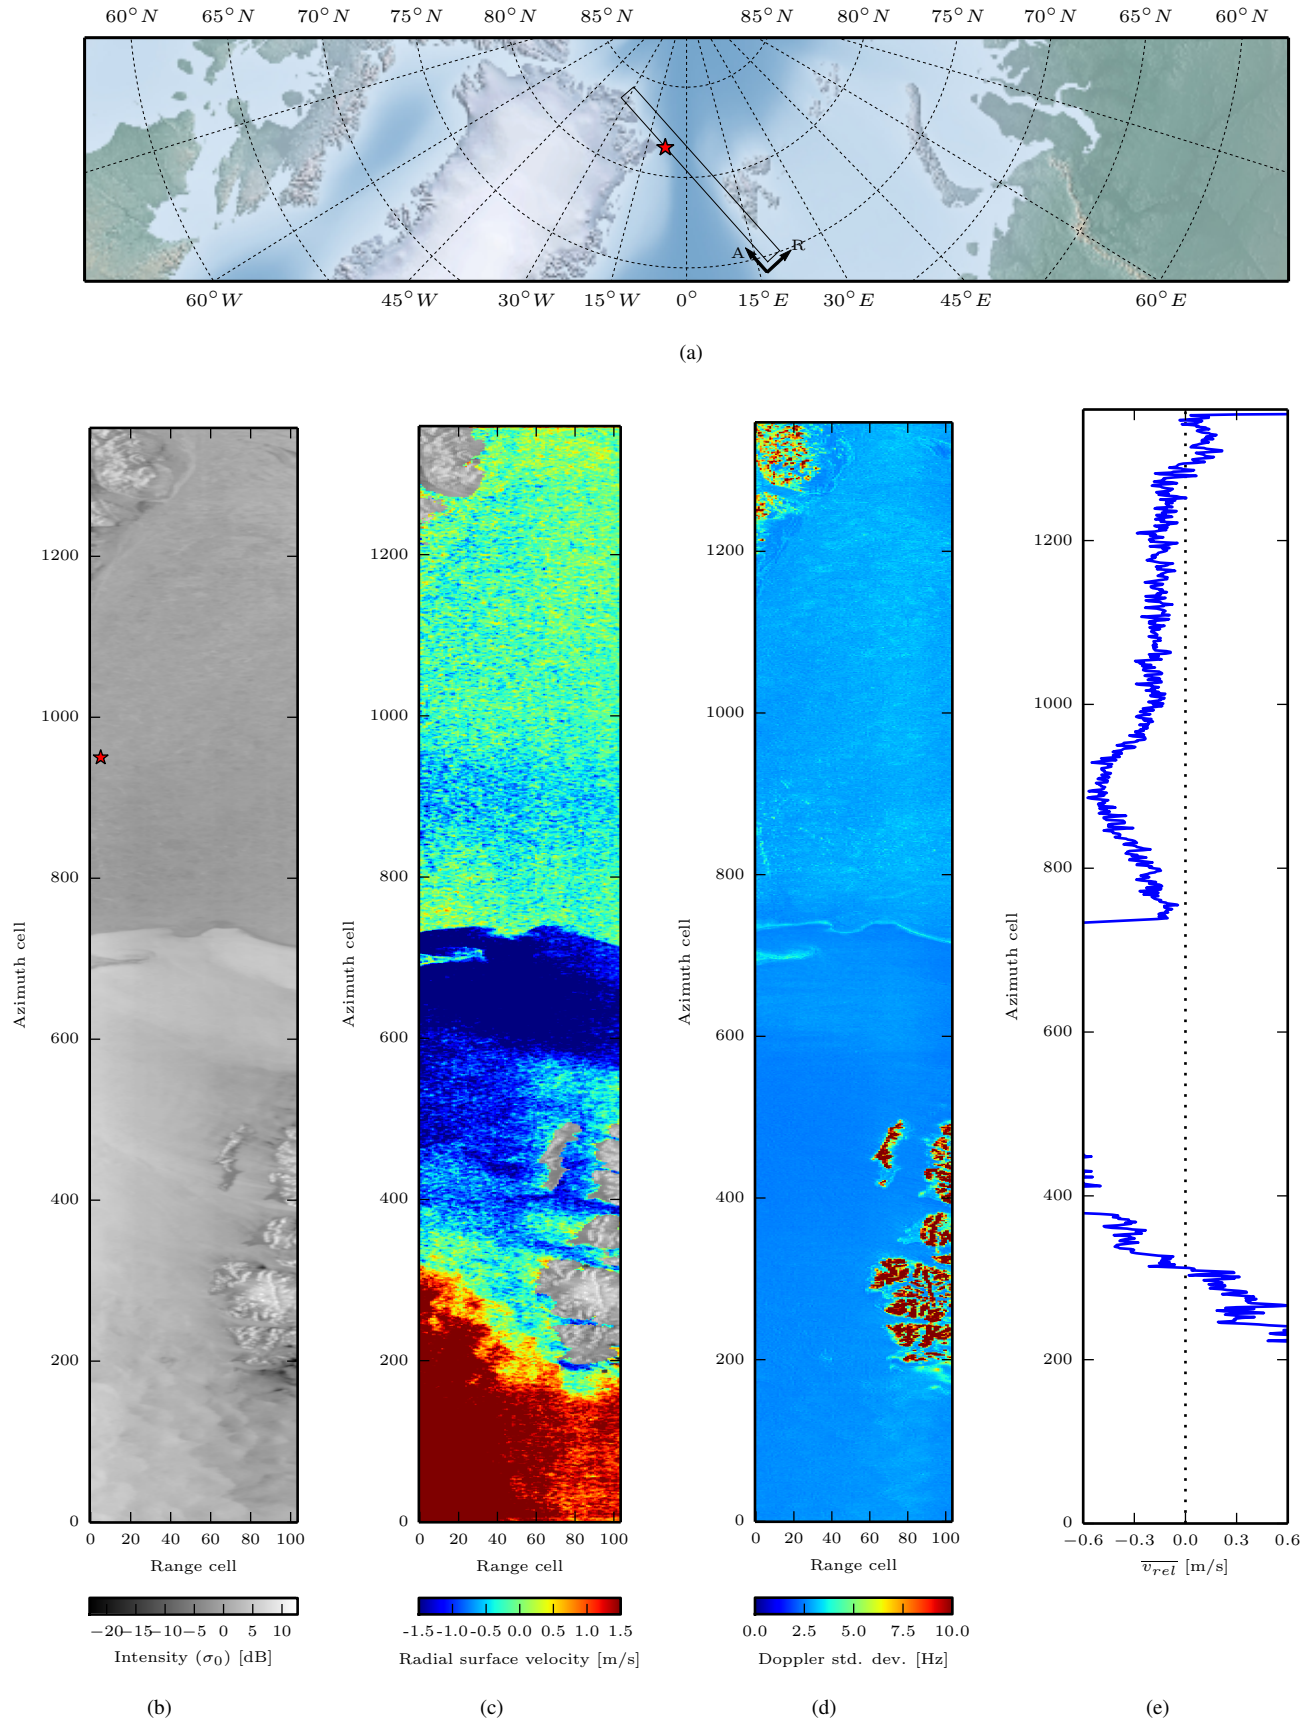 60°N 65°N 70°N 75°N 80°N 85°N 85°N 80°N 75°N 70°N 65°N 60°N
A R
60°W 45°W 30°W 15°W 0° 15°E 30°E 45°E 60°E
(a)
1200
1000
800
600
400
200
0
Azimuth cell
0 20 40 60 80 100
Range cell
−20 −15 −10 −5 0 5 10
Intensity (σ0) [dB]
(b)
1200
1000
800
600
400
200
0
Azimuth cell
0 20 40 60 80 100
Range cell
-1.5 -1.0 -0.5 0.0 0.5 1.0 1.5
Radial surface velocity [m/s]
(c)
1200
1000
800
600
400
200
0
Azimuth cell
0 20 40 60 80 100
Range cell
0.0 2.5 5.0 7.5 10.0
Doppler std. dev. [Hz]
(d)
1200
1000
800
600
400
200
0
Azimuth cell
−0.6 −0.3 0.0 0.3 0.6
v̅r̅e̅l̅ [m/s]
(e)